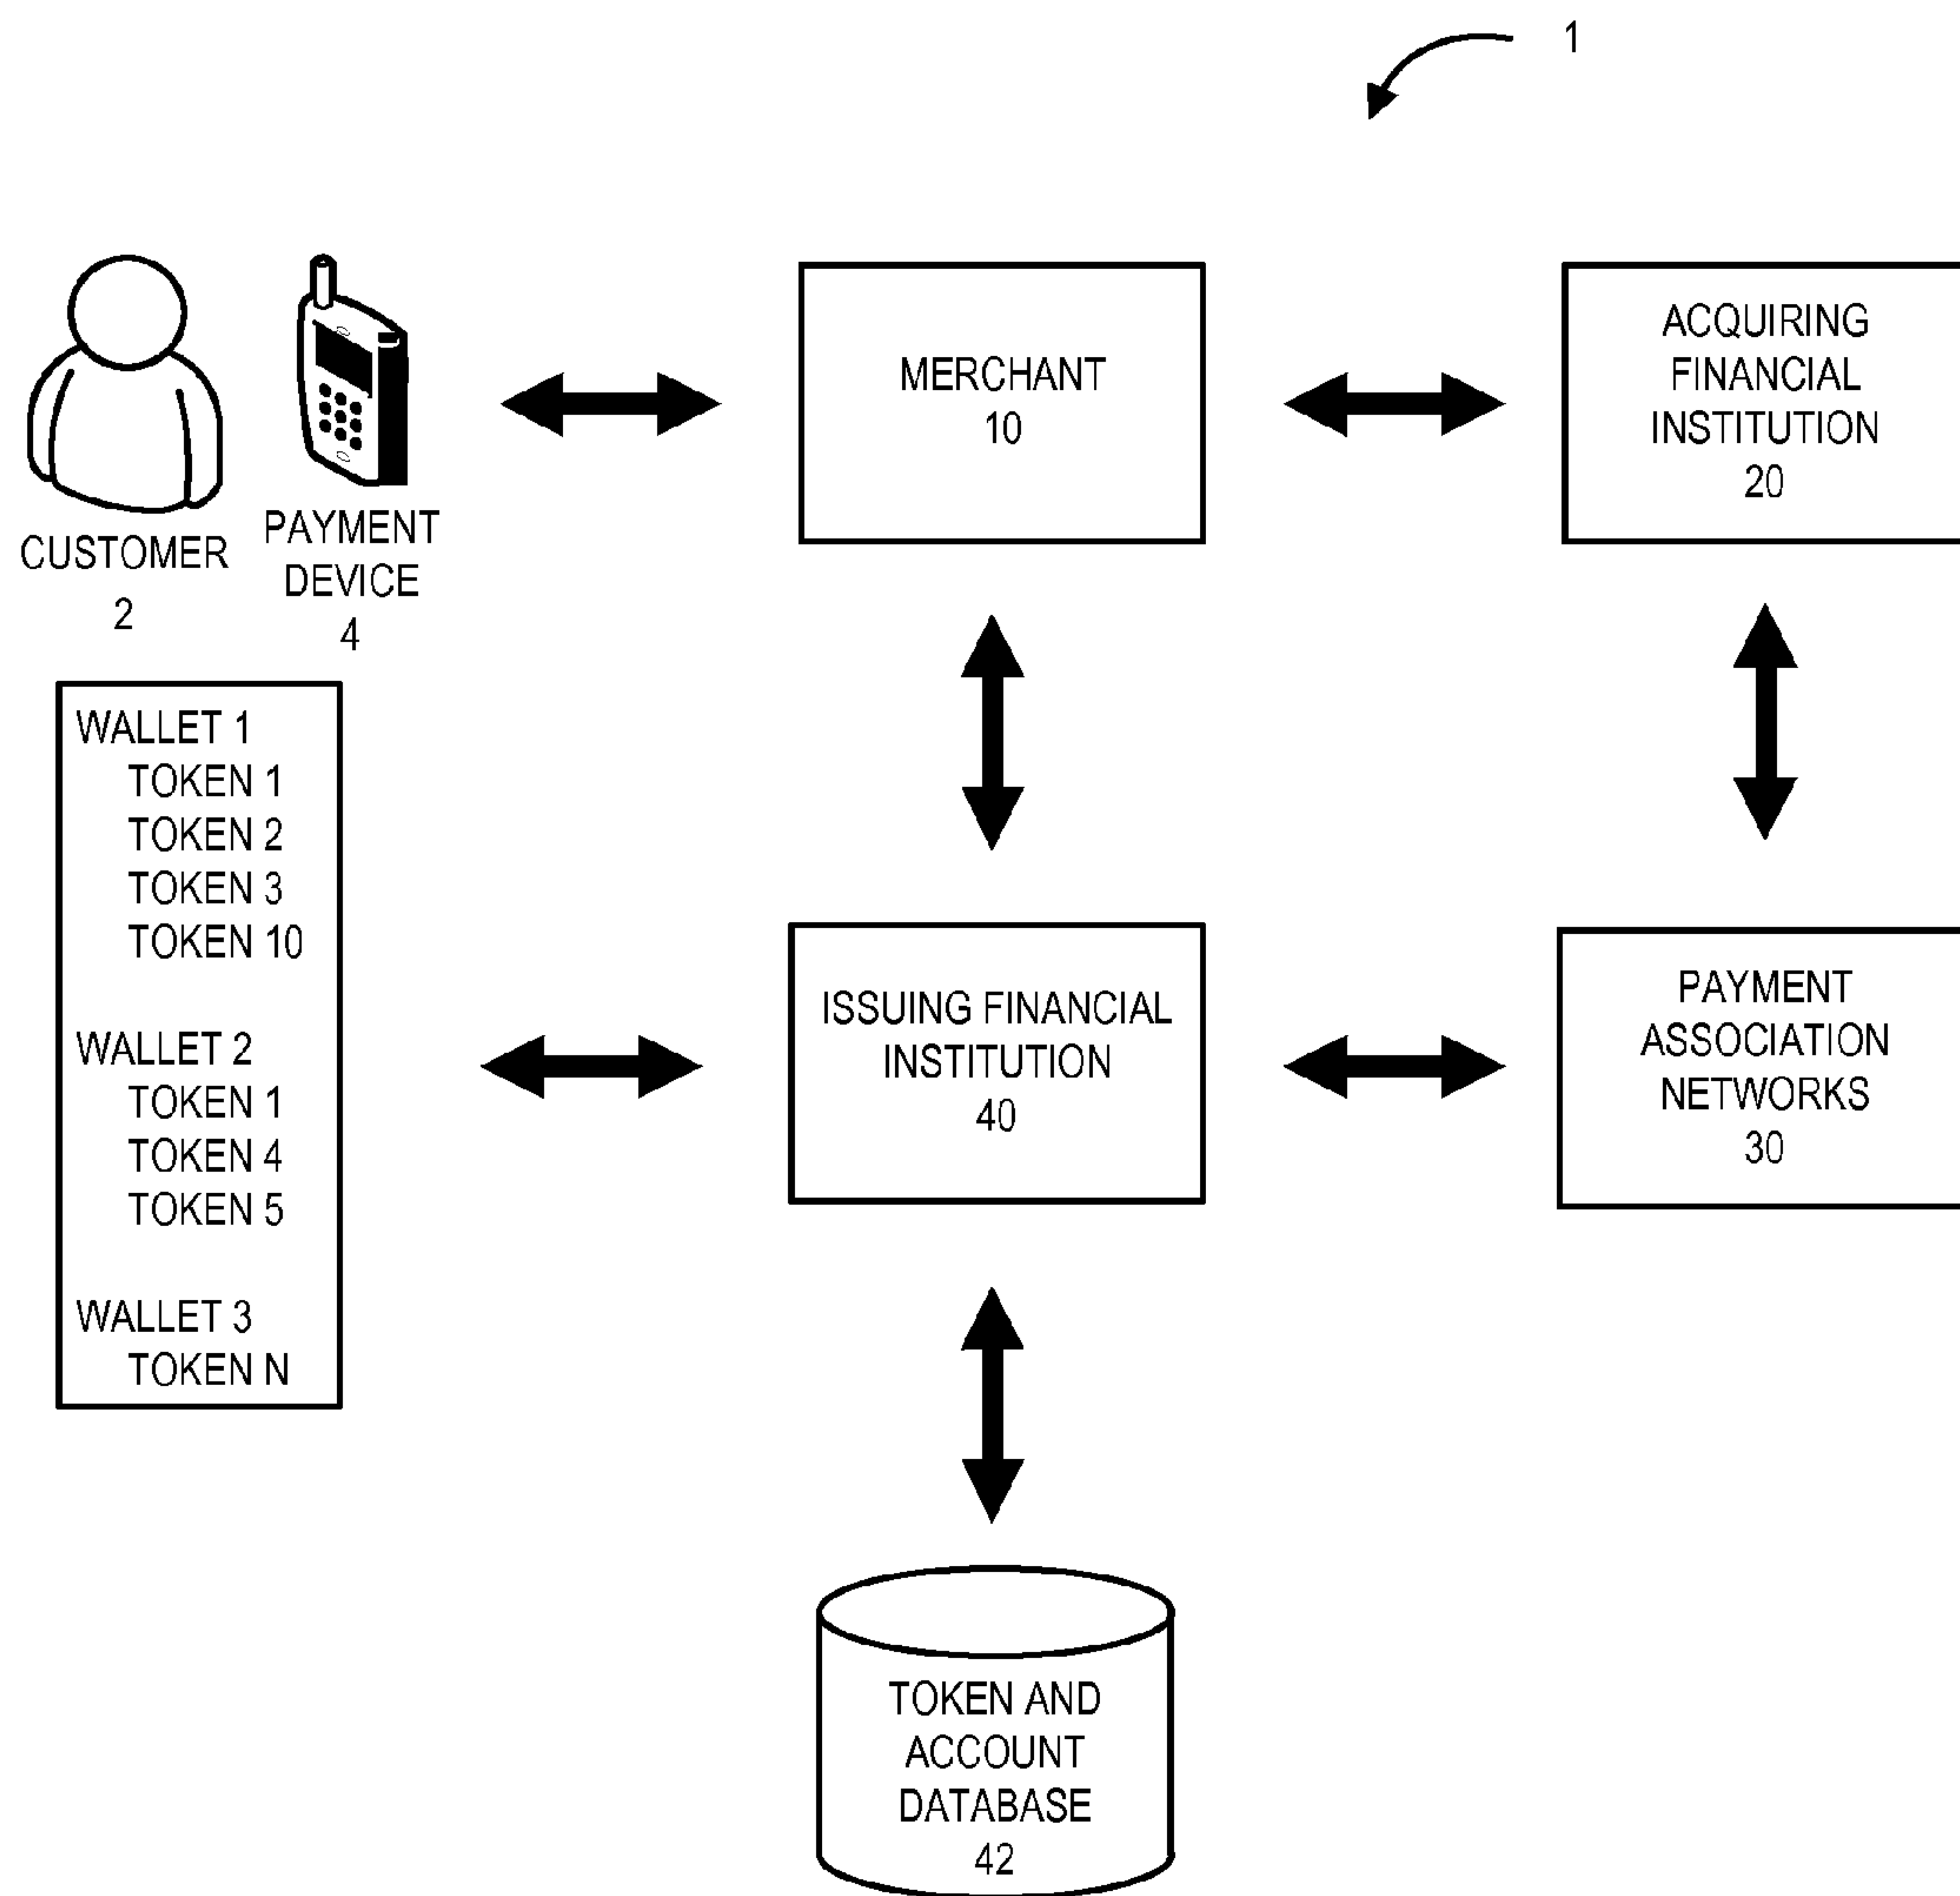 1
CUSTOMER
2
PAYMENT
DEVICE
4
MERCHANT
10
ACQUIRING
FINANCIAL
INSTITUTION
20
WALLET 1
TOKEN 1
TOKEN 2
TOKEN 3
TOKEN 10
WALLET 2
TOKEN 1
TOKEN 4
TOKEN 5
WALLET 3
TOKEN N
ISSUING FINANCIAL
INSTITUTION
40
PAYMENT
ASSOCIATION
NETWORKS
30
TOKEN AND
ACCOUNT
DATABASE
42